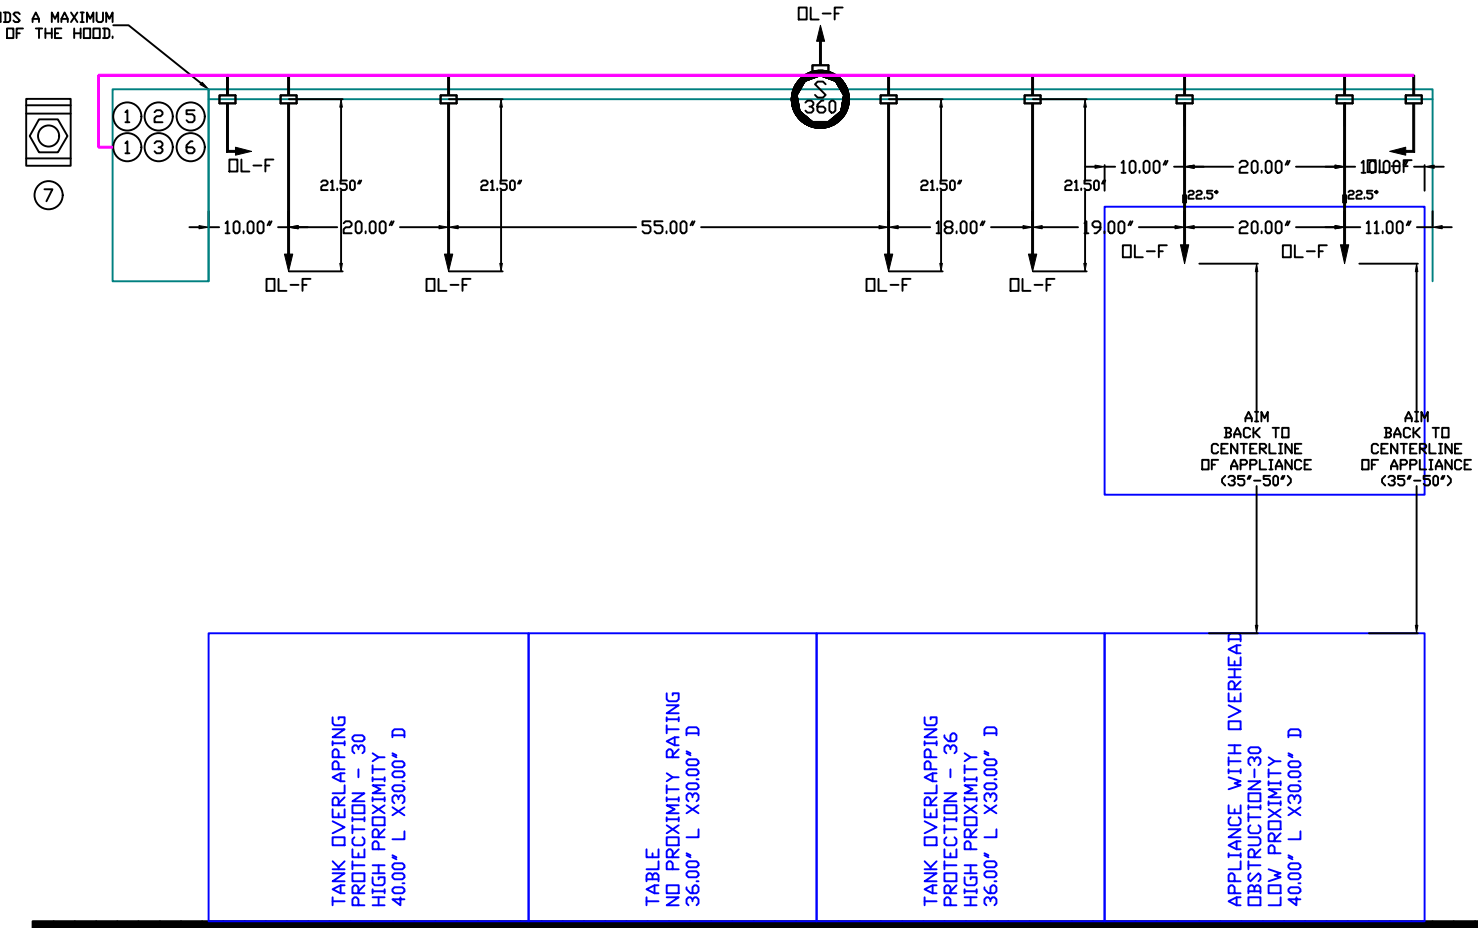 NDS A MAXIMUM
OF THE HOOD.
OL-F
S
360
1 2 5
1 3 6
7
OL-F
OL-F
21.50"
21.50"
21.50"
21.50"
10.00"
20.00"
10.00"
22.5°
22.5°
10.00"
20.00"
55.00"
18.00"
19.00"
20.00"
11.00"
OL-F
OL-F
OL-F
OL-F
OL-F
OL-F
AIM
BACK TO
CENTERLINE
OF APPLIANCE
(35"-50")
AIM
BACK TO
CENTERLINE
OF APPLIANCE
(35"-50")
TANK OVERLAPPING
PROTECTION - 30
HIGH PROXIMITY
40.00" L X30.00" D
TABLE
NO PROXIMITY RATING
36.00" L X30.00" D
TANK OVERLAPPING
PROTECTION - 36
HIGH PROXIMITY
36.00" L X30.00" D
APPLIANCE WITH OVERHEAD
OBSTRUCTION-30
LOW PROXIMITY
40.00" L X30.00" D